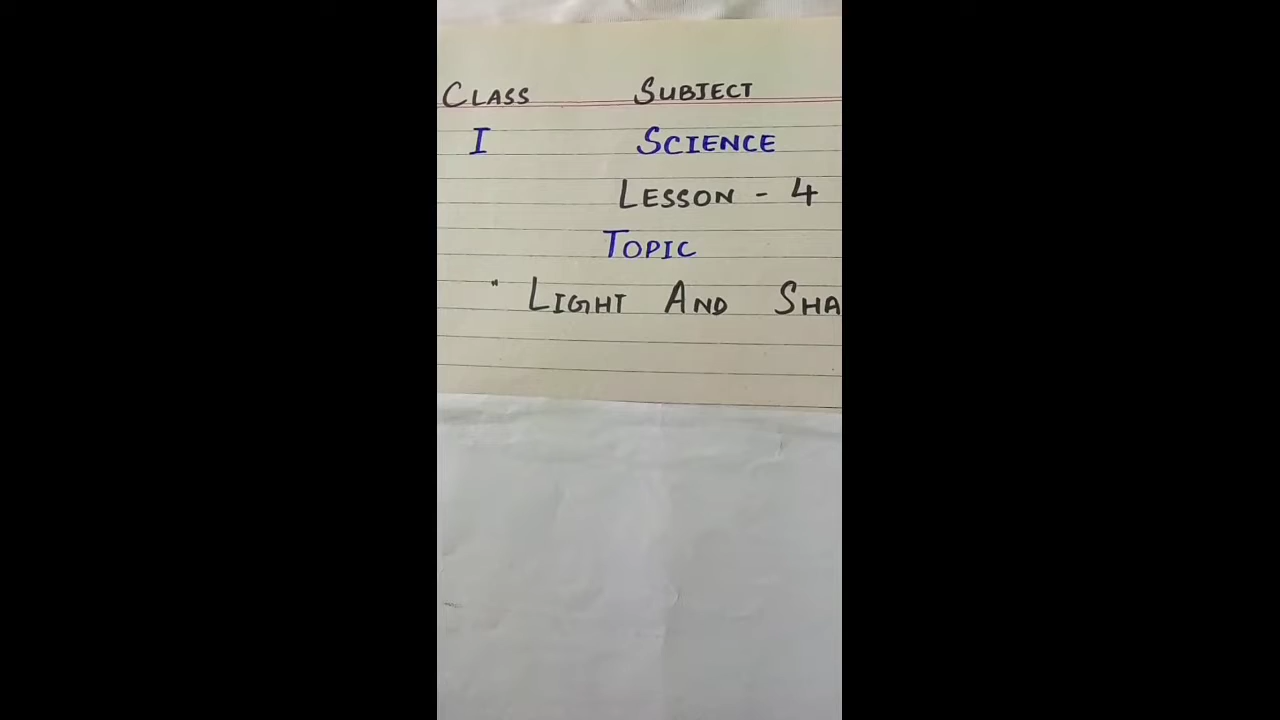 CLASS SUBJECT
I SCIENCE
LESSON - 4
TOPIC
" LIGHT AND SHA